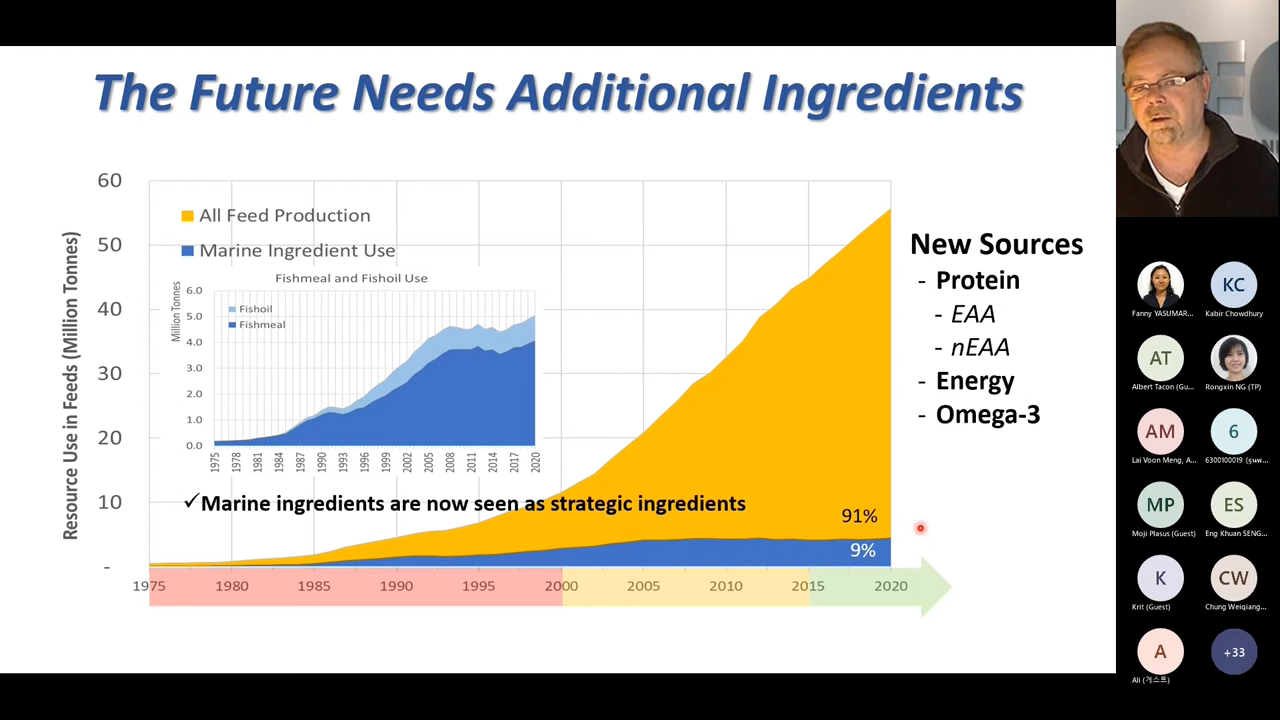 The Future Needs Additional Ingredients
60
50
40
30
20
10
-
Resource Use in Feeds (Million Tonnes)
All Feed Production
Marine Ingredient Use
Fishmeal and Fishoil Use
Million Tonnes
6.0
5.0
4.0
3.0
2.0
1.0
0.0
Fishoil
Fishmeal
1975 1978 1981 1984 1987 1990 1993 1996 1999 2002 2005 2008 2011 2014 2017 2020
✓Marine ingredients are now seen as strategic ingredients
91%
9%
1975 1980 1985 1990 1995 2000 2005 2010 2015 2020
New Sources
- Protein
- EAA
- nEAA
- Energy
- Omega-3
KC
Fanny YASUMAR... Kabir Chowdhury
AT
Albert Tacon (Gu... Rongxin NG (TP)
AM 6
Lai Voon Meng, A... 6300100019 (
MP ES
Moji Plasus (Guest) Eng Khuan SENG...
K CW
Krit (Guest) Chung Weiqiang...
A +33
Ali (게스트)